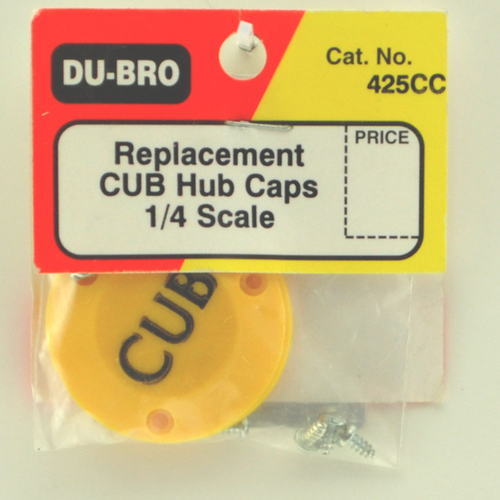 DU-BRO
Cat. No.
425CC
Replacement
CUB Hub Caps
1/4 Scale
PRICE
CUB